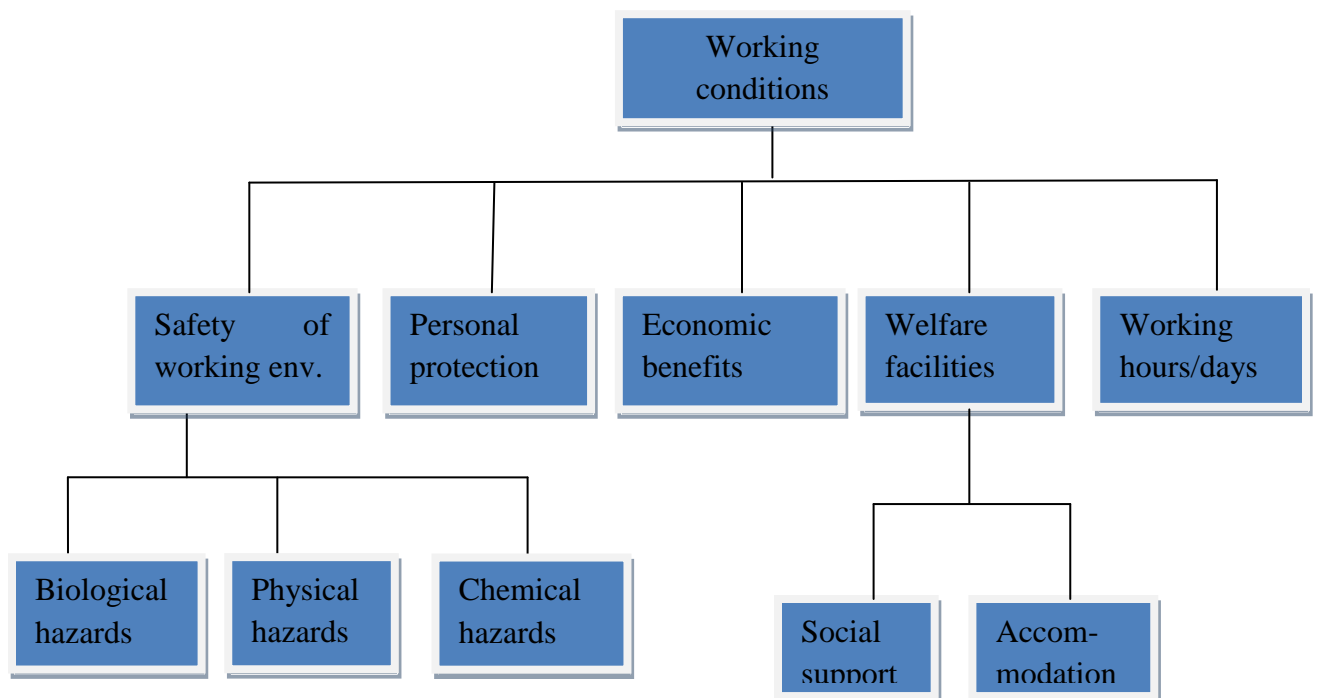 Working
conditions
Safety of
working env.
Personal
protection
Economic
benefits
Welfare
facilities
Working
hours/days
Biological
hazards
Physical
hazards
Chemical
hazards
Social
support
Accom-
modation